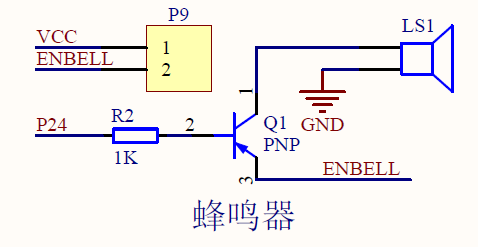 P9
VCC
1
ENBELL
2
LS1
1
GND
P24
R2
1K
2
Q1
PNP
3
ENBELL
蜂鸣器